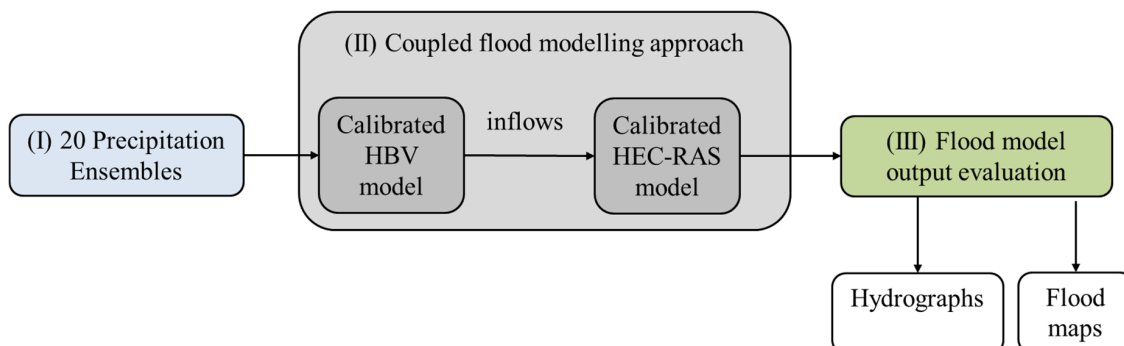 (II) Coupled flood modelling approach
(I) 20 Precipitation
Ensembles
Calibrated
HBV
model
inflows
Calibrated
HEC-RAS
model
(III) Flood model
output evaluation
Hydrographs
Flood
maps